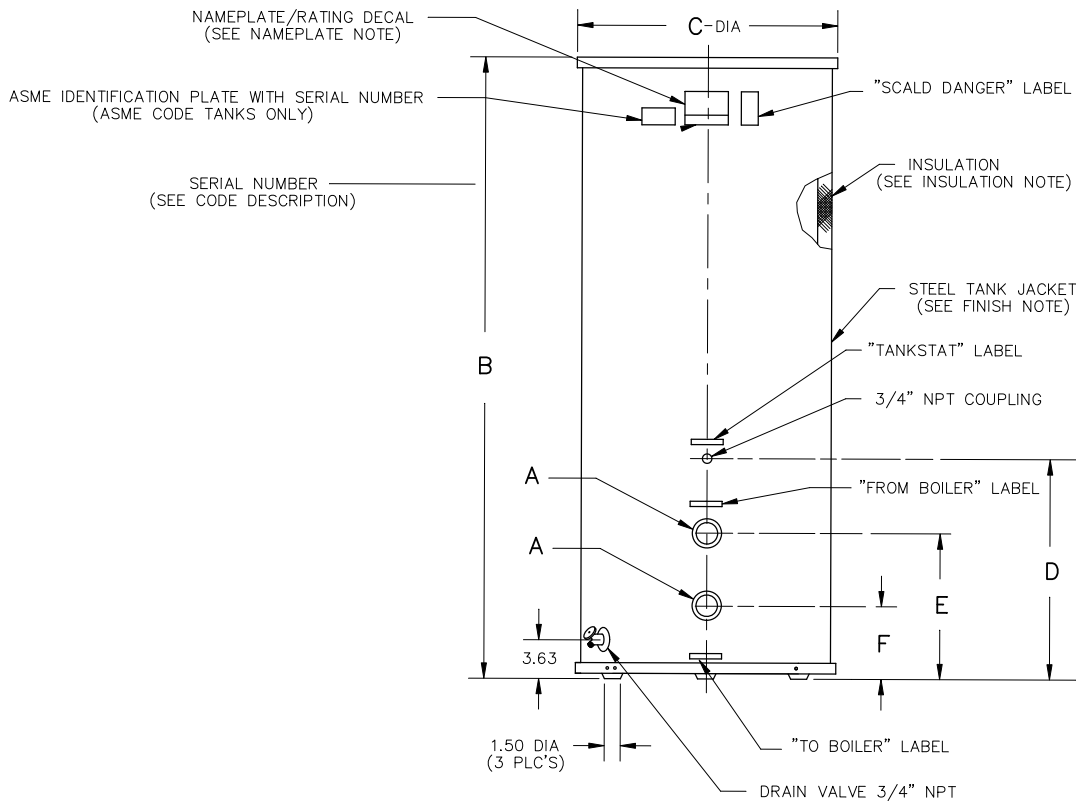 NAMEPLATE/RATING DECAL
(SEE NAMEPLATE NOTE)
C-DIA
ASME IDENTIFICATION PLATE WITH SERIAL NUMBER
(ASME CODE TANKS ONLY)
"SCALD DANGER" LABEL
SERIAL NUMBER
(SEE CODE DESCRIPTION)
INSULATION
(SEE INSULATION NOTE)
STEEL TANK JACKET
(SEE FINISH NOTE)
B
"TANKSTAT" LABEL
3/4" NPT COUPLING
A
"FROM BOILER" LABEL
A
D
E
F
3.63
1.50 DIA
(3 PLC'S)
"TO BOILER" LABEL
DRAIN VALVE 3/4" NPT